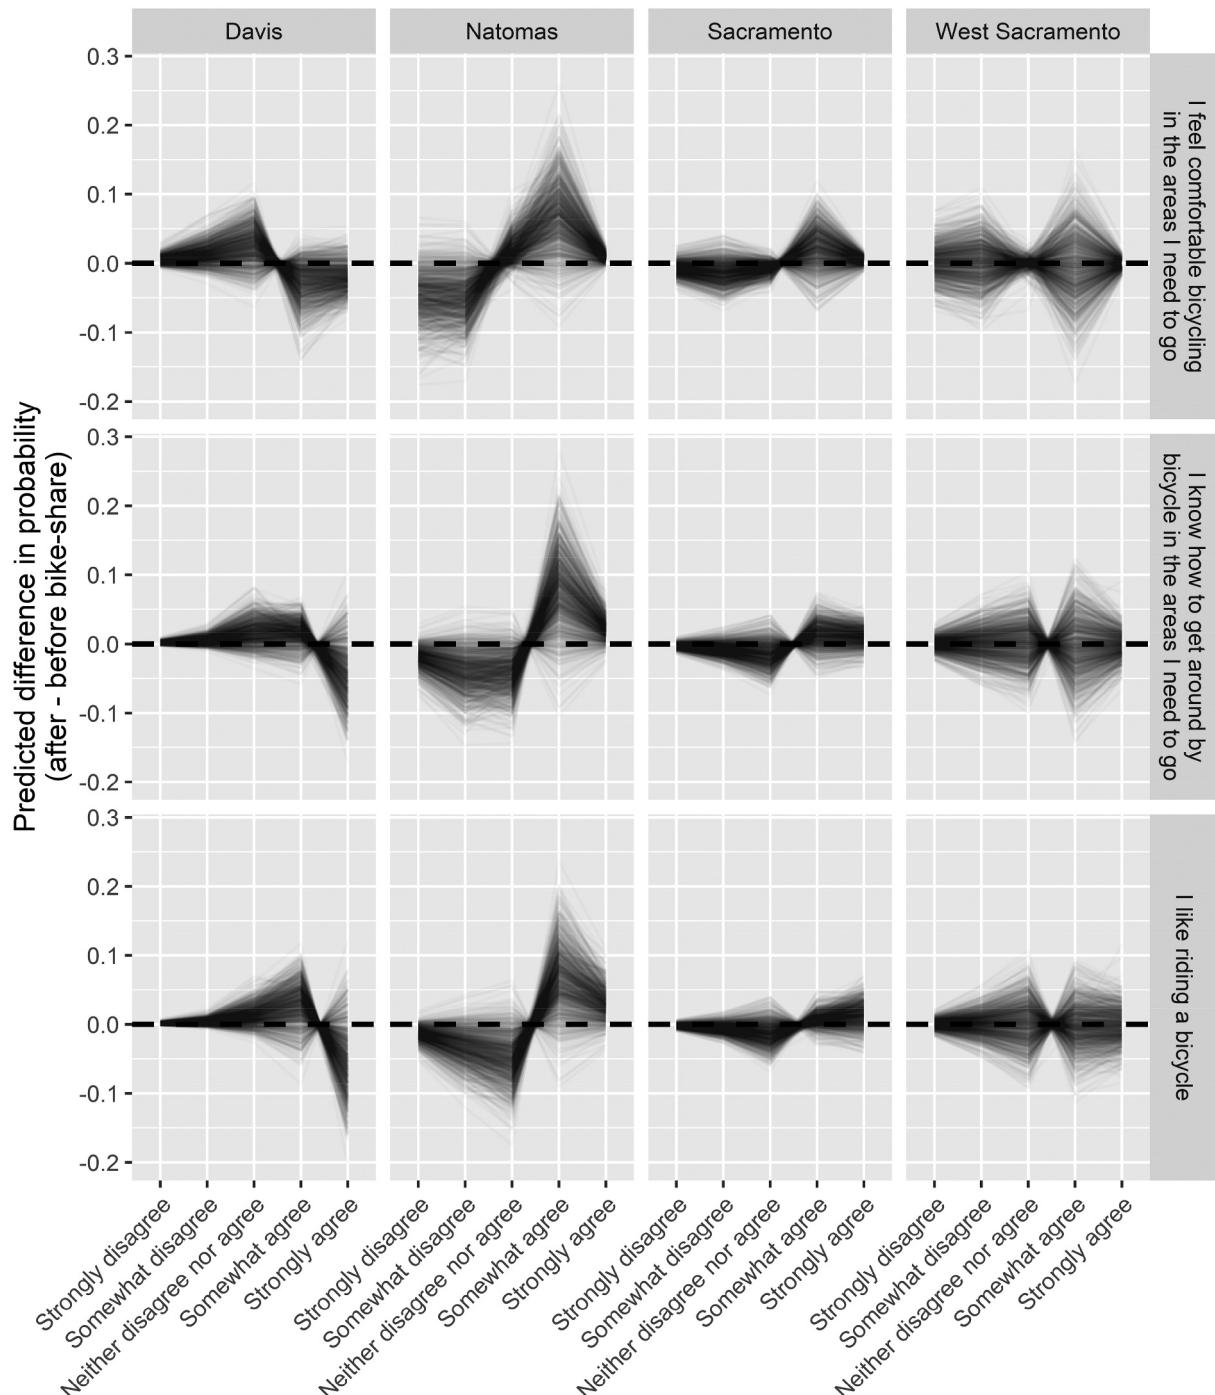 Davis
Natomas
Sacramento
West Sacramento
Predicted difference in probability
(after - before bike-share)
0.3
0.2
0.1
0.0
-0.1
-0.2
I feel comfortable bicycling
in the areas I need to go
0.3
0.2
0.1
0.0
-0.1
-0.2
I know how to get around by
bicycle in the areas I need to go
0.3
0.2
0.1
0.0
-0.1
-0.2
I like riding a bicycle
Strongly disagree
Somewhat disagree
Neither disagree nor agree
Somewhat agree
Strongly agree
Strongly disagree
Somewhat disagree
Neither disagree nor agree
Somewhat agree
Strongly agree
Strongly disagree
Somewhat disagree
Neither disagree nor agree
Somewhat agree
Strongly agree
Strongly disagree
Somewhat disagree
Neither disagree nor agree
Somewhat agree
Strongly agree